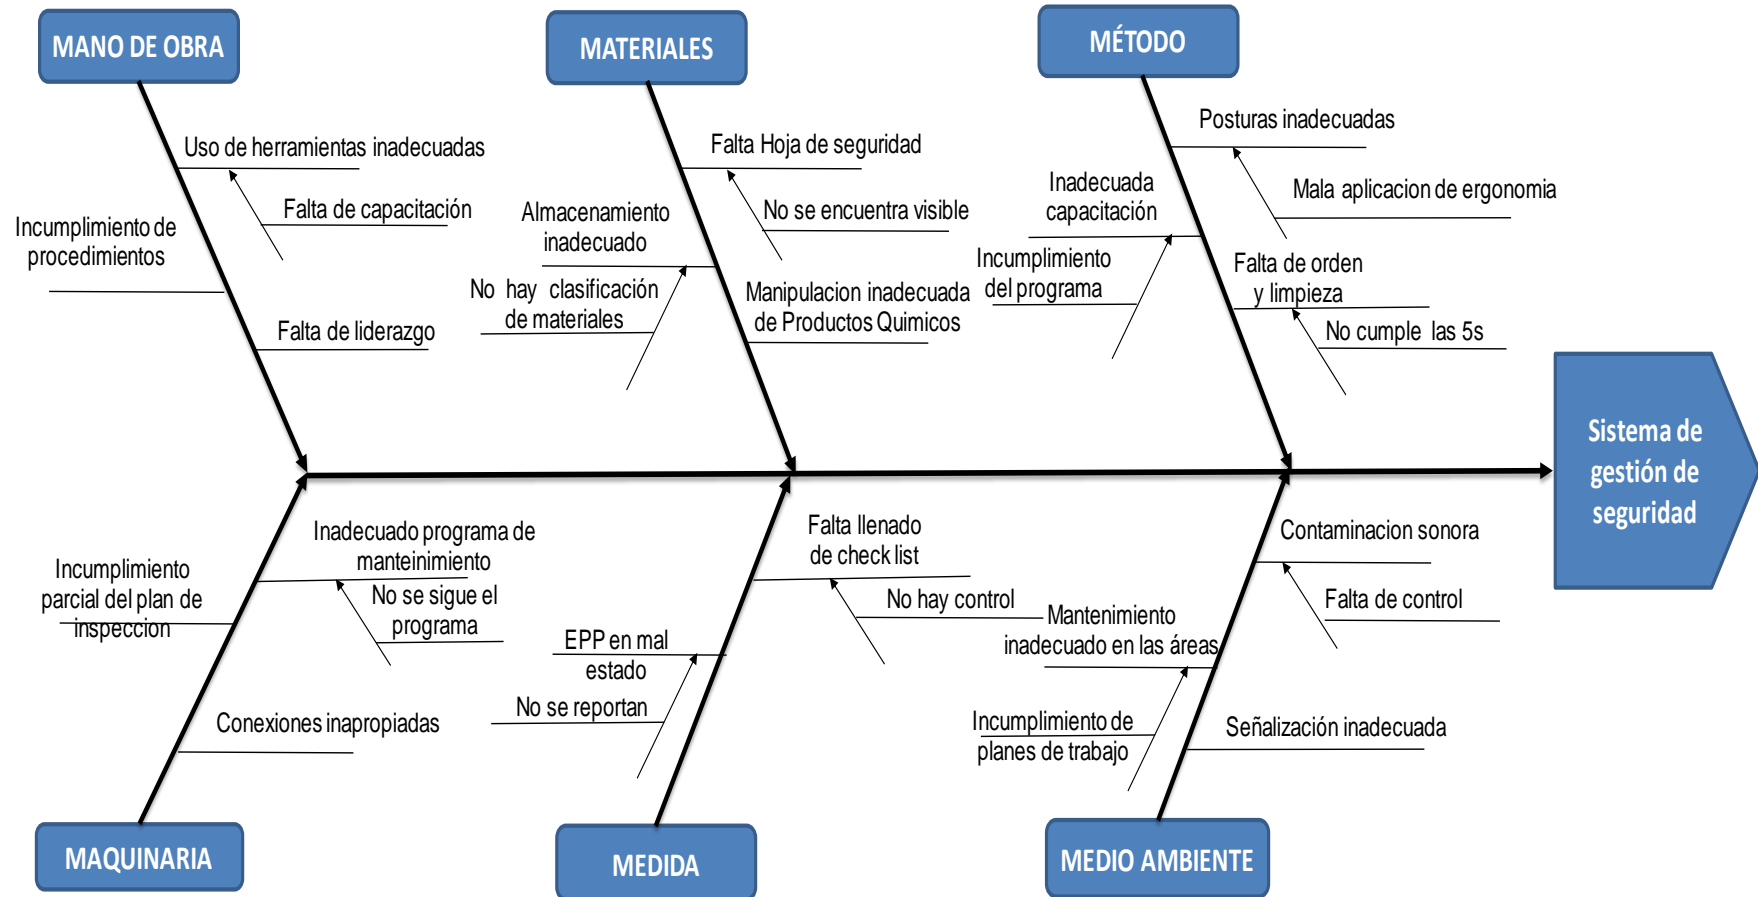 MANO DE OBRA
MATERIALES
MÉTODO
Uso de herramientas inadecuadas
Falta de capacitación
Incumplimiento de
procedimientos
Falta de liderazgo
Falta Hoja de seguridad
No se encuentra visible
Almacenamiento
inadecuado
No hay clasificación
de materiales
Manipulacion inadecuada
de Productos Quimicos
Posturas inadecuadas
Mala aplicacion de ergonomia
Inadecuada
capacitación
Incumplimiento
del programa
Falta de orden
y limpieza
No cumple las 5s
Sistema de
gestión de
seguridad
Inadecuado programa de
manteinimiento
No se sigue el
programa
Incumplimiento
parcial del plan de
inspeccion
Conexiones inapropiadas
Falta llenado
de check list
No hay control
EPP en mal
estado
No se reportan
Contaminacion sonora
Falta de control
Mantenimiento
inadecuado en las áreas
Incumplimiento de
planes de trabajo
Señalización inadecuada
MAQUINARIA
MEDIDA
MEDIO AMBIENTE